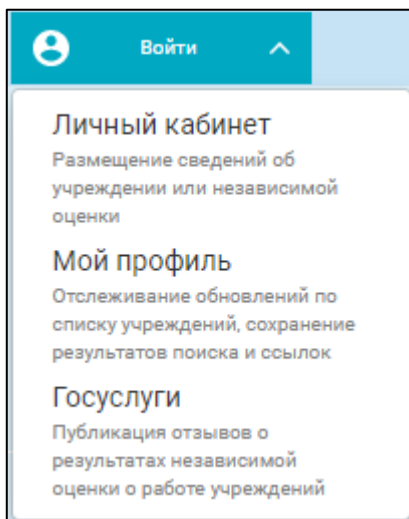 Войти
Личный кабинет
Размещение сведений об
учреждении или независимой
оценки
Мой профиль
Отслеживание обновлений по
списку учреждений, сохранение
результатов поиска и ссылок
Госуслуги
Публикация отзывов о
результатах независимой
оценки о работе учреждений